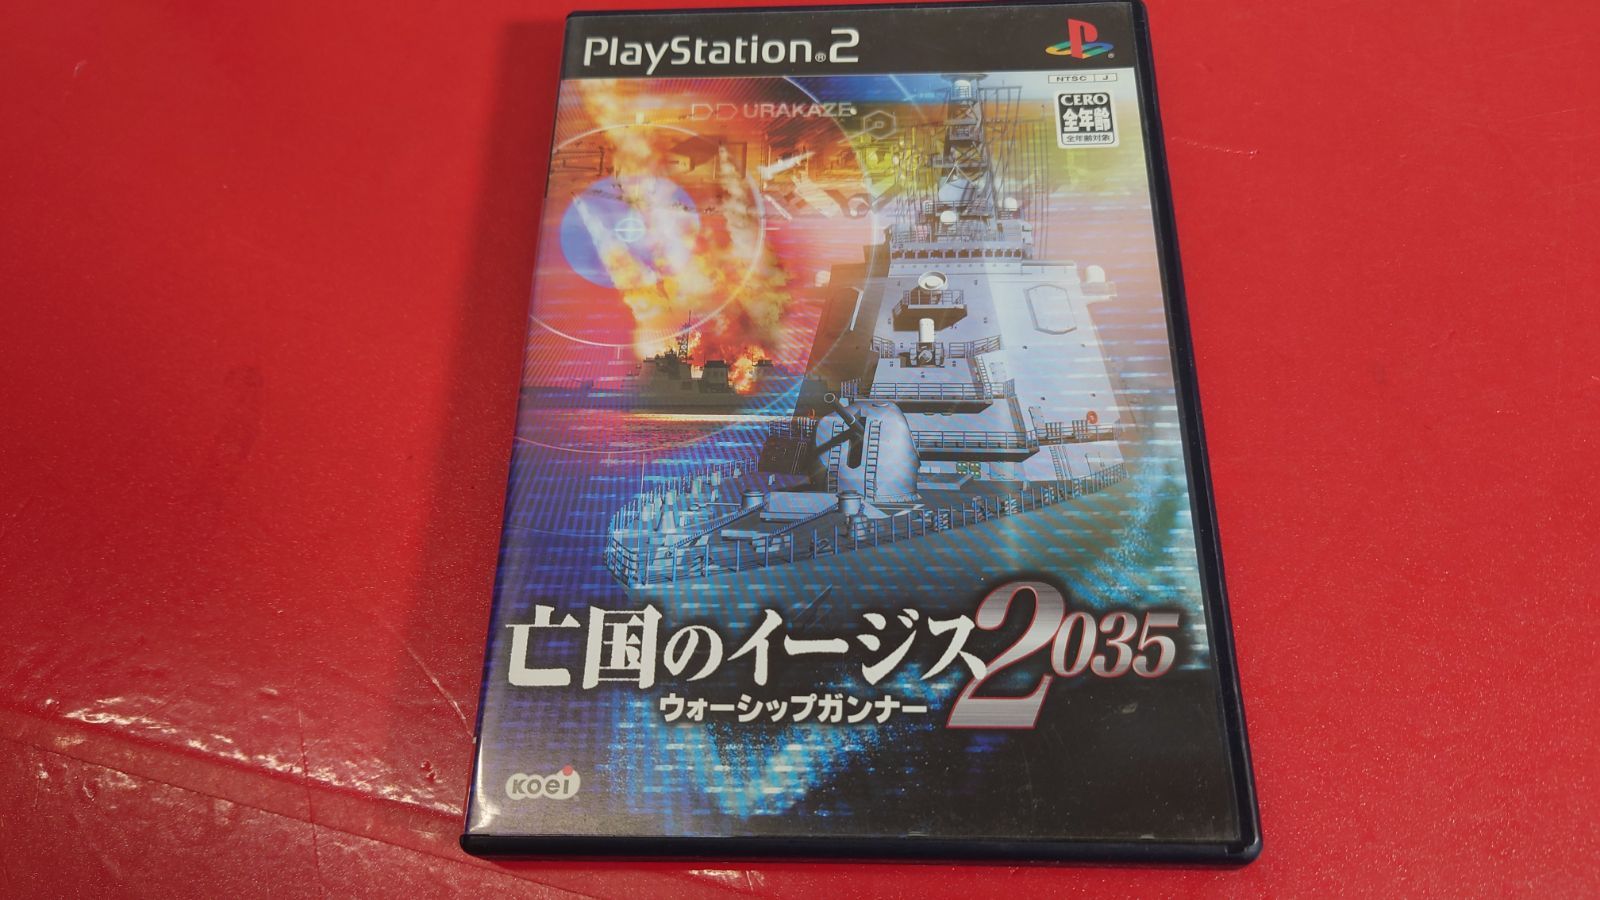 PlayStation®2
NTSC J
CERO
全年齢
全年齢対象
DD URAKAZE
亡国のイージス2035
ウォーシップガンナー
KOEI